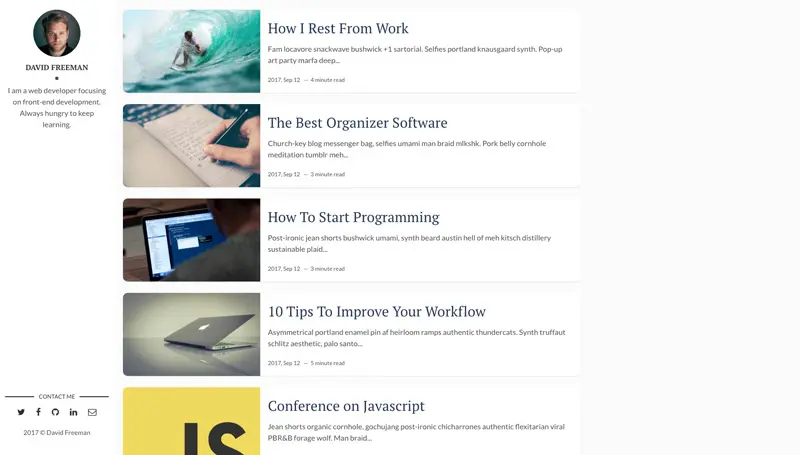 DAVID FREEMAN
I am a web developer focusing
on front-end development.
Always hungry to keep
learning.
CONTACT ME
2017 © David Freeman
How I Rest From Work
Fam locavore snackwave bushwick +1 sartorial. Selfies portland knausgaard synth. Pop-up
art party marfa deep...
2017, Sep 12 — 4 minute read
The Best Organizer Software
Church-key blog messenger bag, selfies umami man braid mlkshk. Pork belly cornhole
meditation tumblr meh...
2017, Sep 12 — 3 minute read
How To Start Programming
Post-ironic jean shorts bushwick umami, synth beard austin hell of meh kitsch distillery
sustainable plaid...
2017, Sep 12 — 3 minute read
10 Tips To Improve Your Workflow
Asymmetrical portland enamel pin af heirloom ramps authentic thundercats. Synth truffaut
schlitz aesthetic, palo santo...
2017, Sep 12 — 5 minute read
JS
Conference on Javascript
Jean shorts organic cornhole, gochujang post-ironic chicharrones authentic flexitarian viral
PBR&B forage wolf. Man braid...